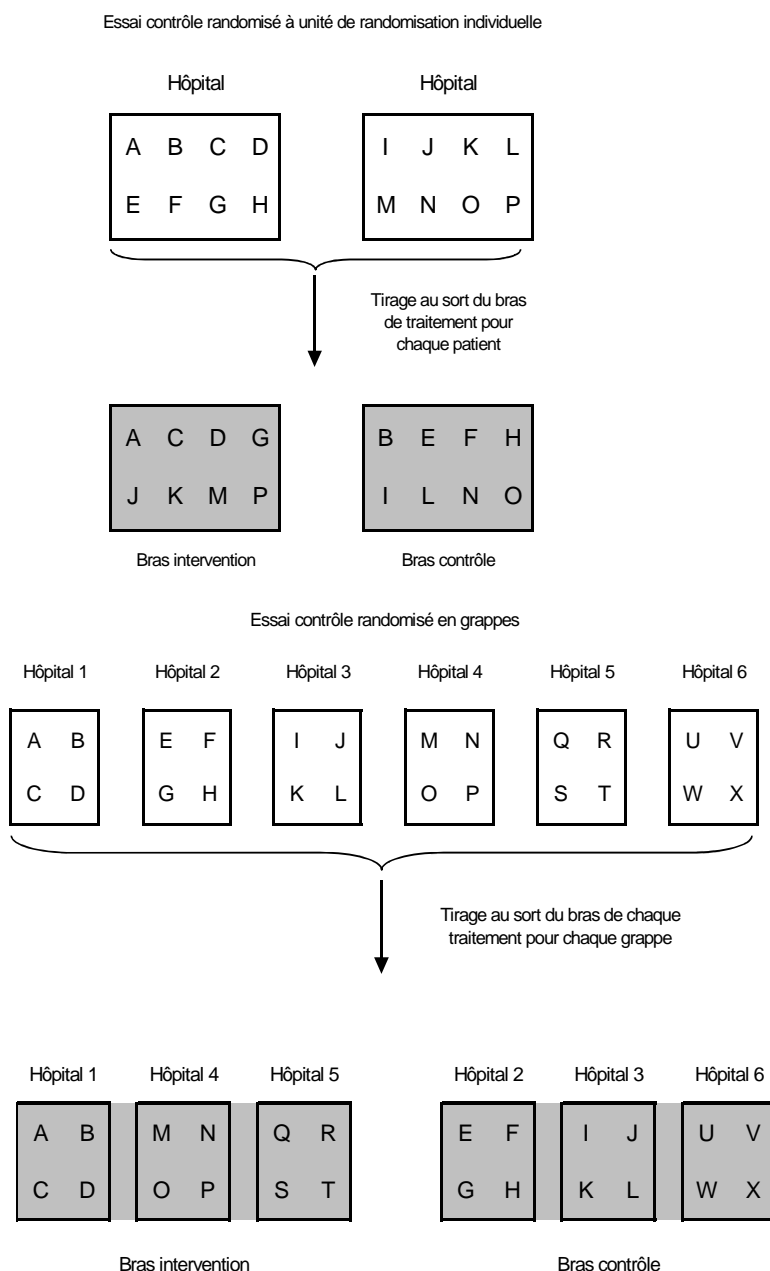 Essai contrôle randomisé à unité de randomisation individuelle
Hôpital Hôpital
A B C D I J K L
E F G H M N O P
Tirage au sort du bras
de traitement pour
chaque patient
A C D G B E F H
J K M P I L N O
Bras intervention Bras contrôle
Essai contrôle randomisé en grappes
Hôpital 1 Hôpital 2 Hôpital 3 Hôpital 4 Hôpital 5 Hôpital 6
A B E F I J M N Q R U V
C D G H K L O P S T W X
Tirage au sort du bras de chaque
traitement pour chaque grappe
Hôpital 1 Hôpital 4 Hôpital 5 Hôpital 2 Hôpital 3 Hôpital 6
A B M N Q R E F I J U V
C D O P S T G H K L W X
Bras intervention Bras contrôle